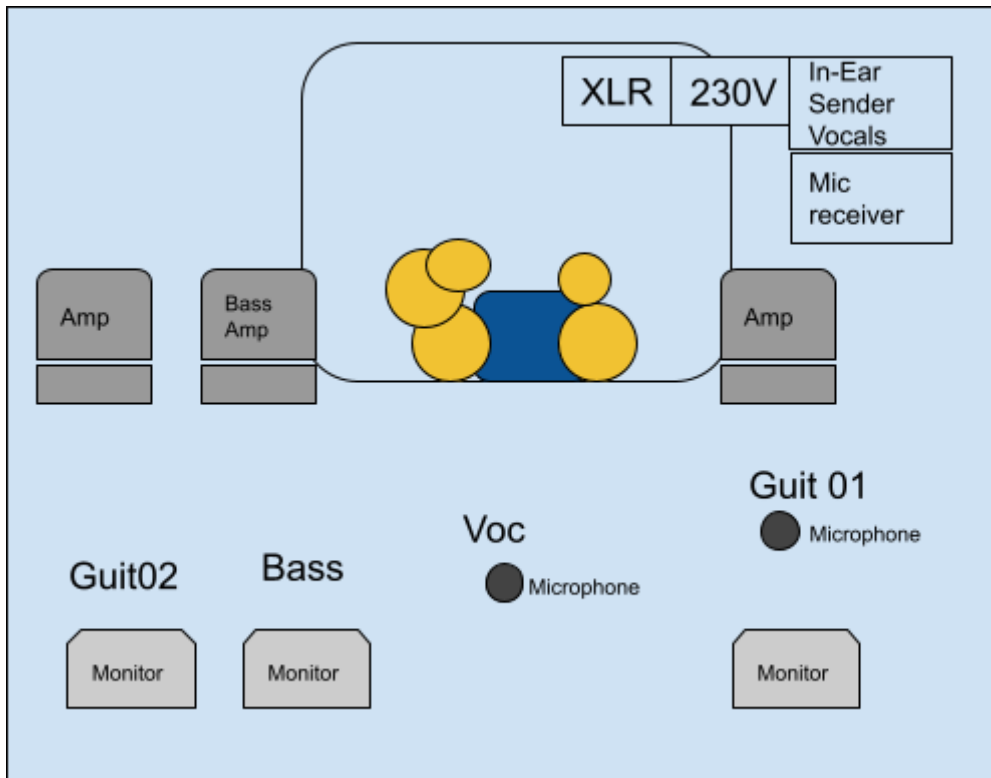 XLR
230V
In-Ear
Sender
Vocals
Mic
receiver
Amp
Bass
Amp
Amp
Guit 01
Microphone
Voc
Microphone
Guit02
Bass
Monitor
Monitor
Monitor